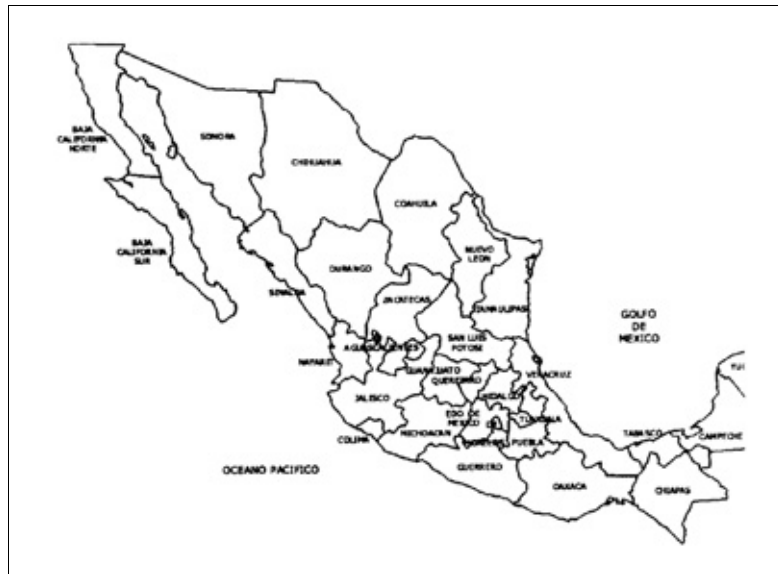 BAJA
CALIFORNIA
NORTE
SONORA
CHIHUAHUA
COAHUILA
BAJA
CALIFORNIA
SUR
NUEVO
LEON
DURANGO
SINALOA
ZACATECAS
TAMAULIPAS
GOLFO
DE
MEXICO
SAN LUIS
POTOSI
AGUASCALIENTES
NAYARIT
GUANAJUATO
QUERETARO
VERACRUZ
HIDALGO
JALISCO
EDO. DE
MEXICO
TLAXCALA
COLIMA
MICHOACAN
PUEBLA
TABASCO
CAMPECHE
GUERRERO
OAXACA
CHIAPAS
OCEANO PACIFICO